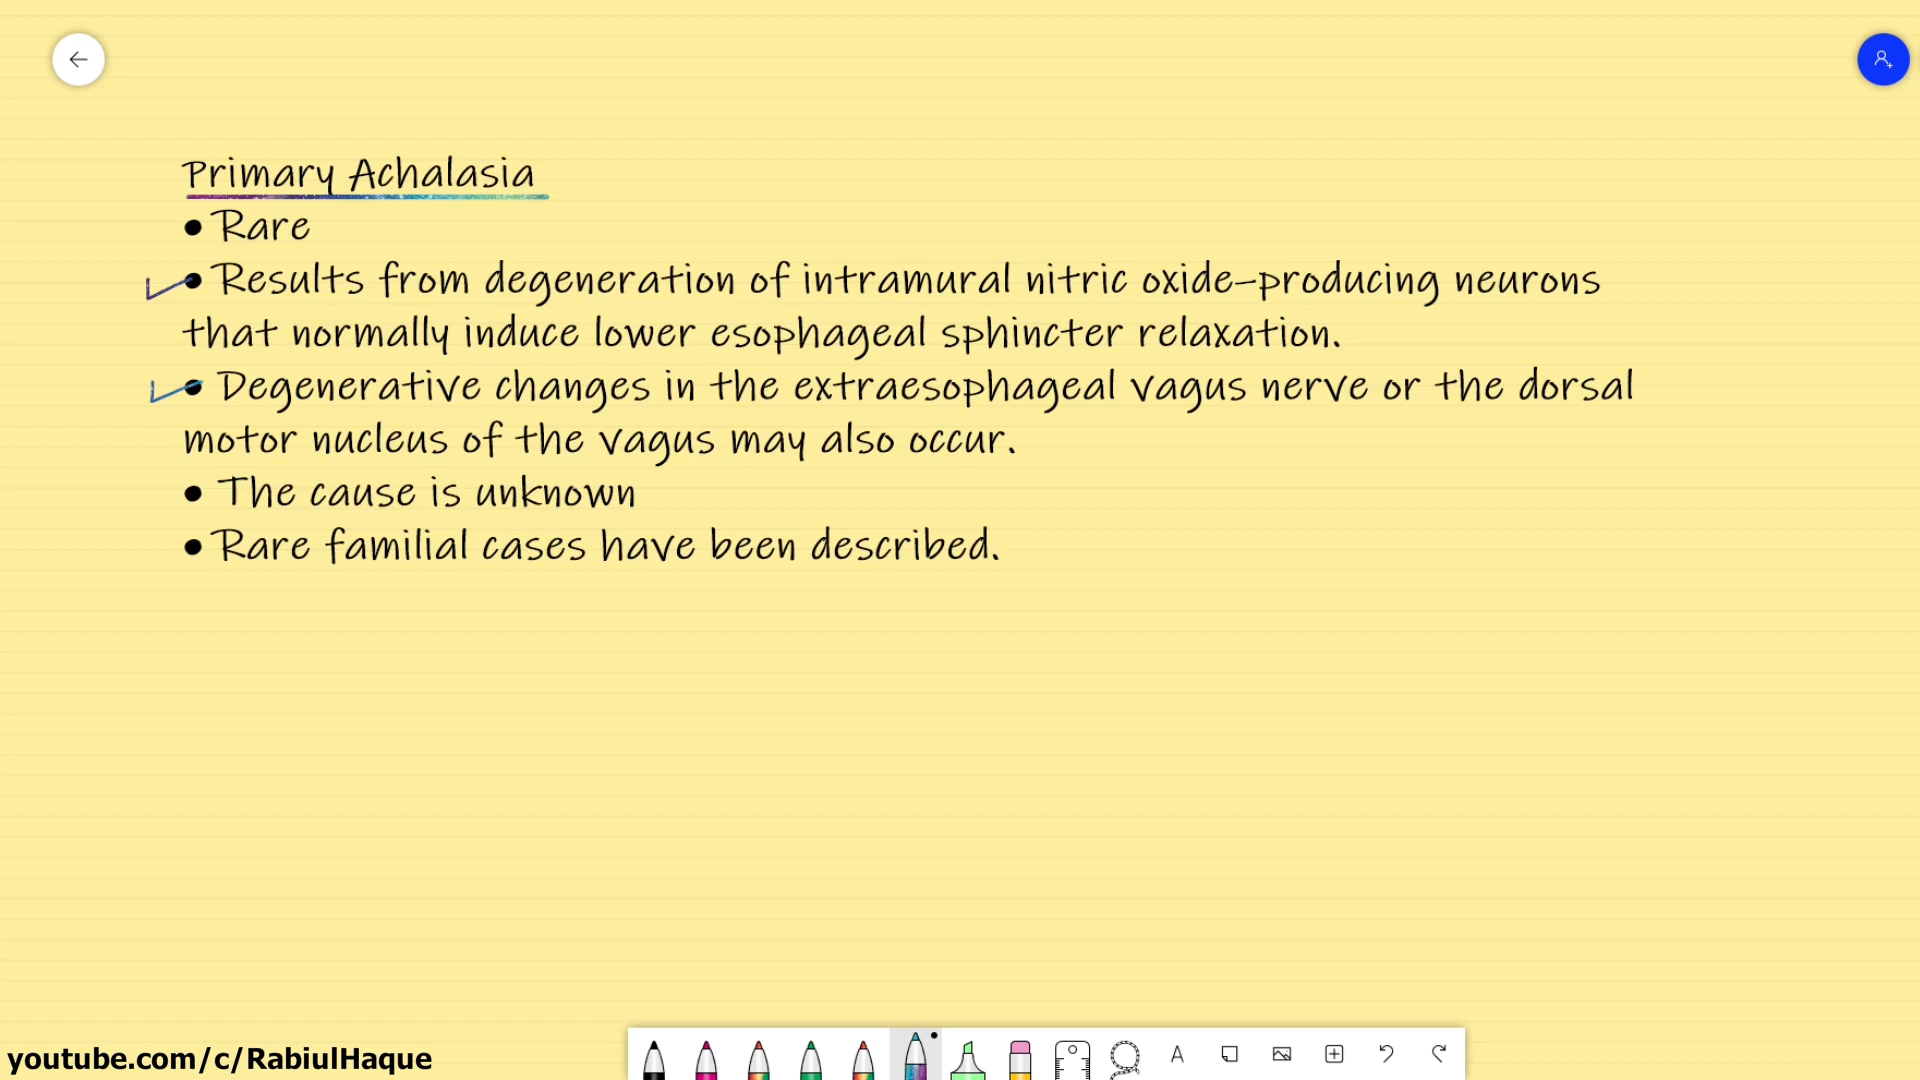 Primary Achalasia
• Rare
• Results from degeneration of intramural nitric oxide-producing neurons
that normally induce lower esophageal sphincter relaxation.
• Degenerative changes in the extraesophageal vagus nerve or the dorsal
motor nucleus of the vagus may also occur.
• The cause is unknown
• Rare familial cases have been described.
youtube.com/c/RabiulHaque